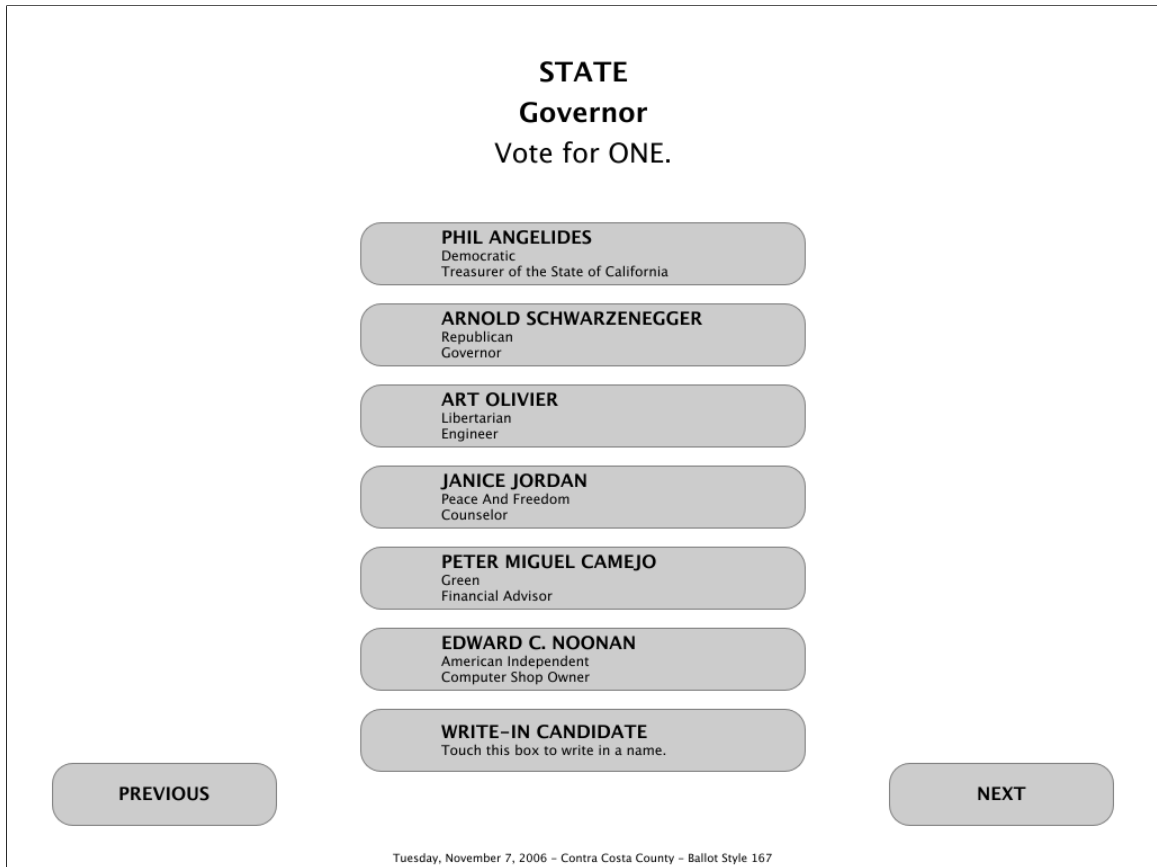 STATE
Governor
Vote for ONE.
PHIL ANGELIDES
Democratic
Treasurer of the State of California
ARNOLD SCHWARZENEGGER
Republican
Governor
ART OLIVIER
Libertarian
Engineer
JANICE JORDAN
Peace And Freedom
Counselor
PETER MIGUEL CAMEJO
Green
Financial Advisor
EDWARD C. NOONAN
American Independent
Computer Shop Owner
WRITE-IN CANDIDATE
Touch this box to write in a name.
PREVIOUS
NEXT
Tuesday, November 7, 2006 - Contra Costa County - Ballot Style 167